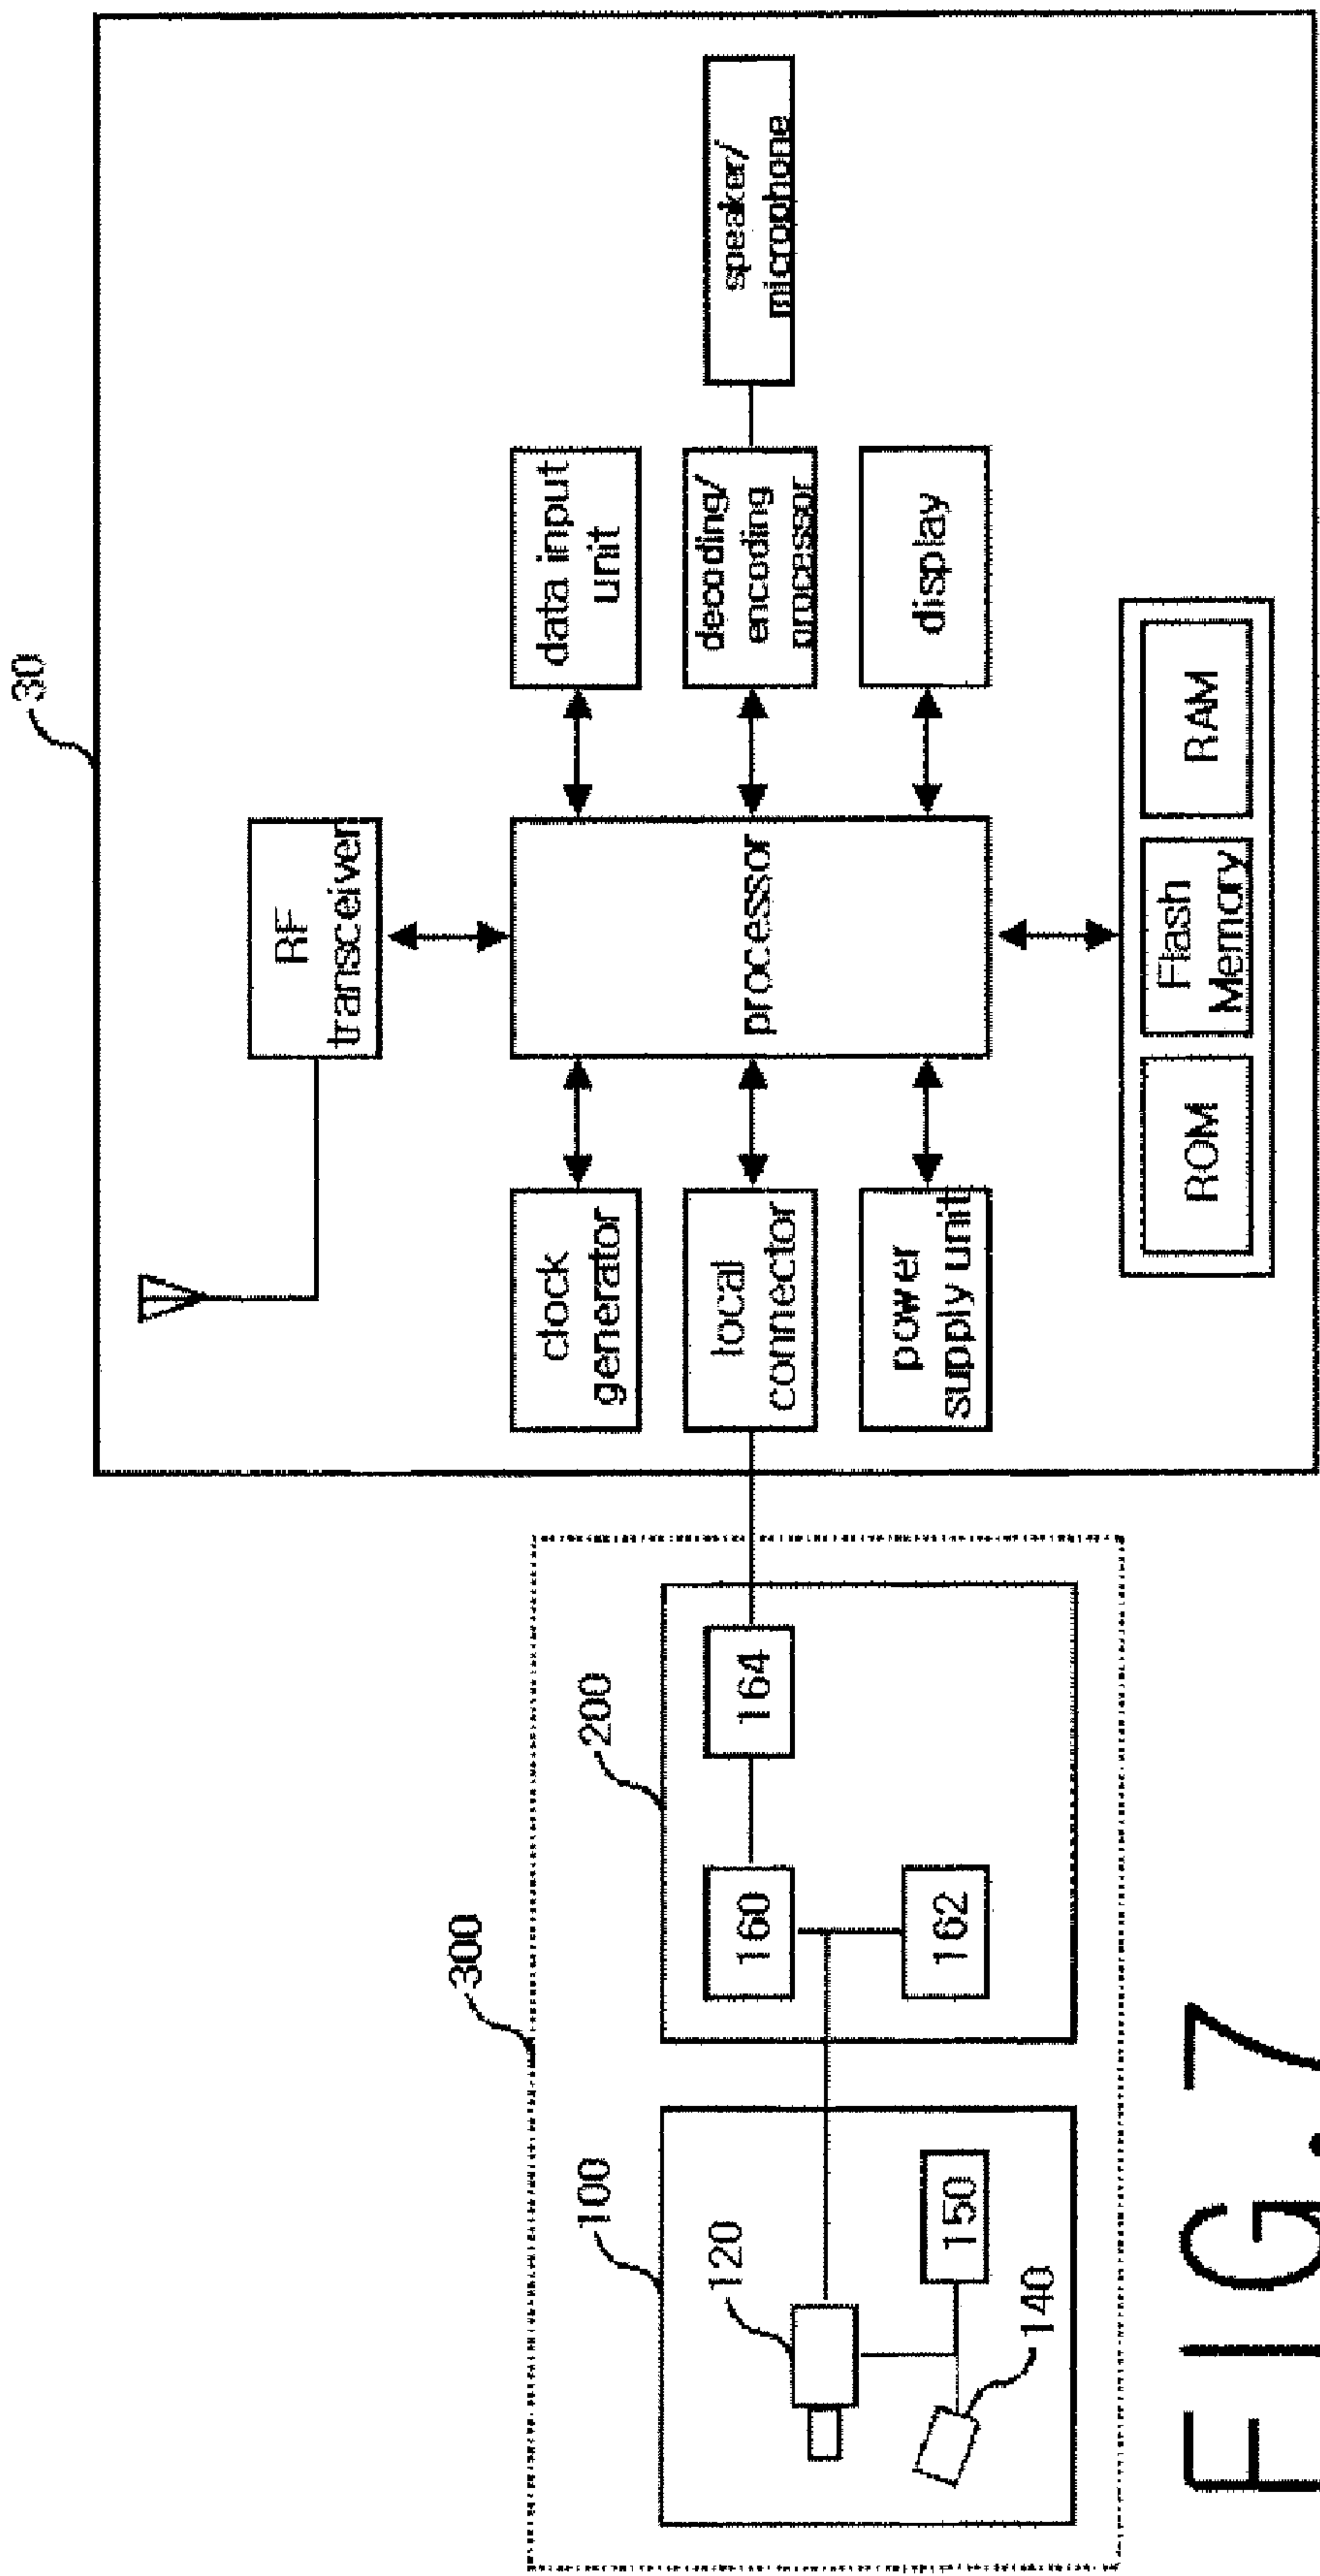 30
RF
transceiver
clock
generator
data input
unit
local
connector
processor
decoding/
encoding
processor
speaker/
microphone
power
supply unit
display
ROM
Flash
Memory
RAM
300
100
200
120
160
164
150
162
140
FIG.7